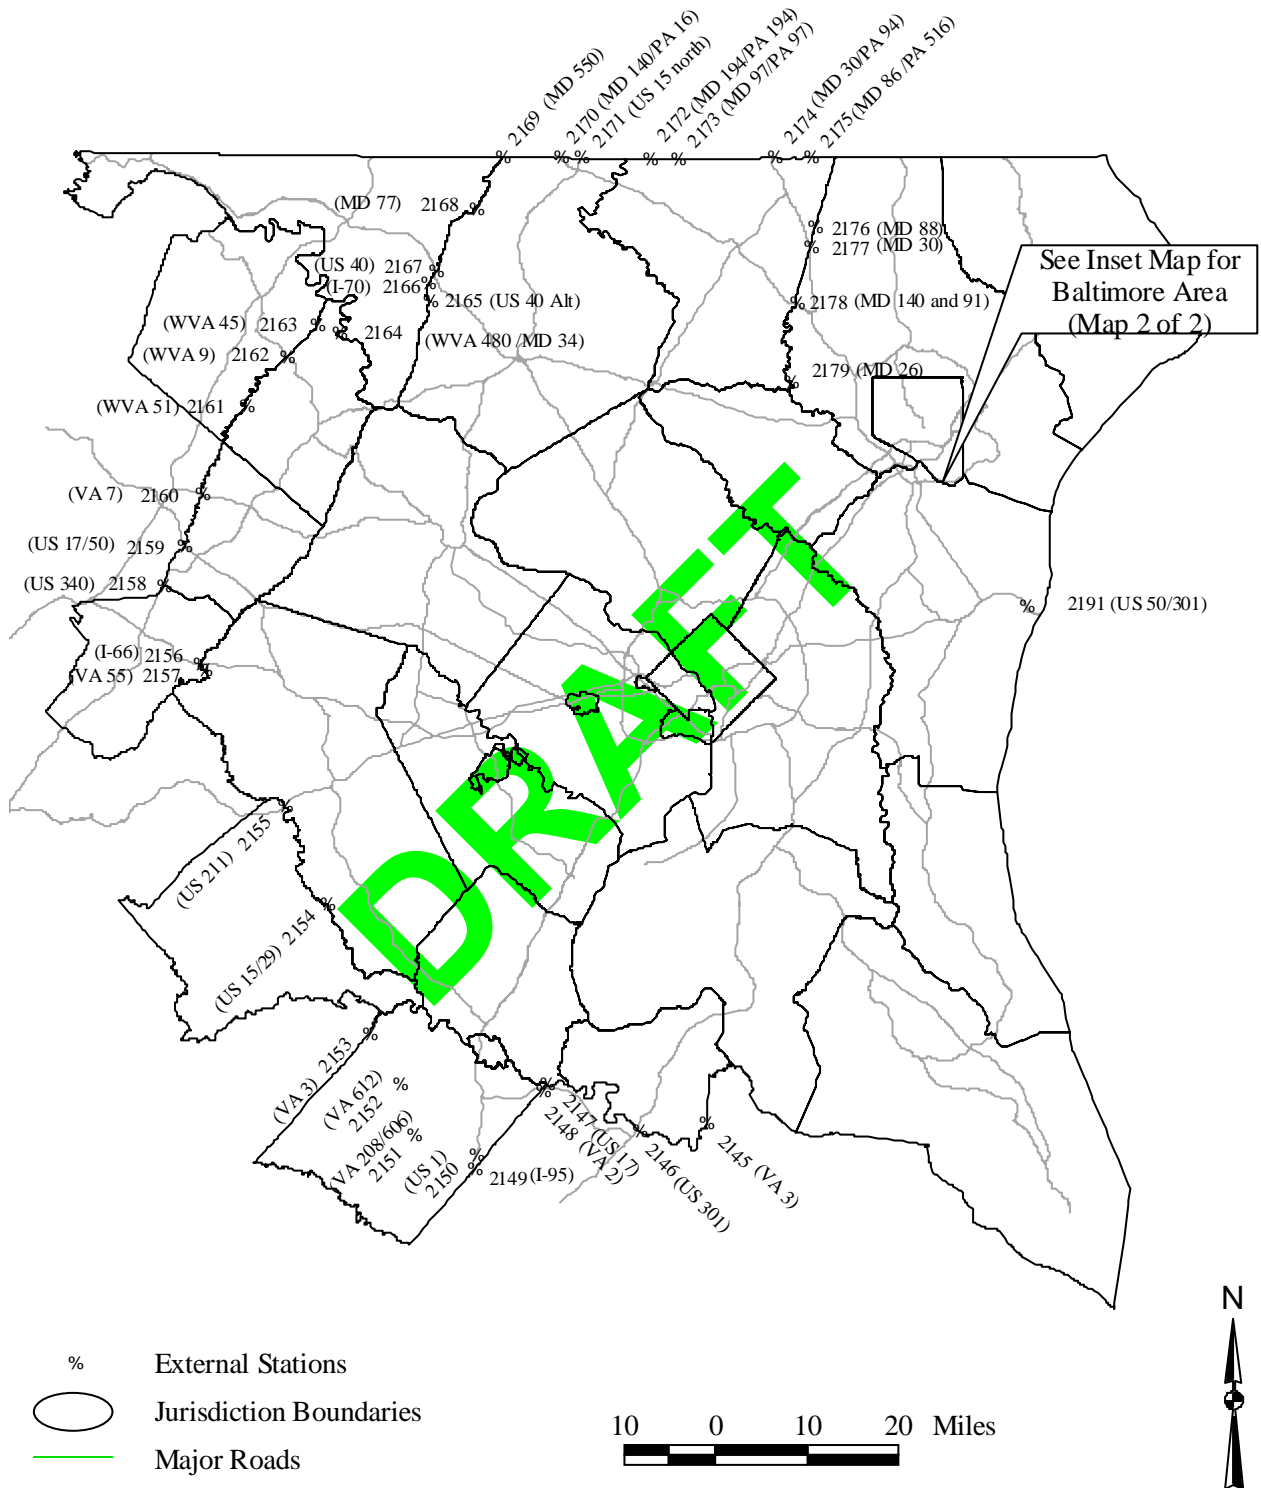 2169 (MD 550)
2170 (MD 140/PA 16)
2171 (US 15 north)
2172 (MD 194/PA 194)
2173 (MD 97/PA 97)
2174 (MD 30/PA 94)
2175 (MD 86 /PA 516)
(MD 77) 2168
2176 (MD 88)
2177 (MD 30)
See Inset Map for
Baltimore Area
(Map 2 of 2)
(US 40) 2167
(I-70) 2166
2165 (US 40 Alt)
2178 (MD 140 and 91)
(WVA 45) 2163
2164
(WVA 480 /MD 34)
(WVA 9) 2162
2179 (MD 26)
(WVA 51) 2161
(VA 7) 2160
(US 17/50) 2159
(US 340) 2158
2191 (US 50/301)
(I-66) 2156
(VA 55) 2157
DRAFT
(US 211) 2155
(US 15/29) 2154
(VA 3) 2153
(VA 612)
2152
(VA 208/606)
2151
(US 1)
2150
2149 (I-95)
2147 (US 17)
2148 (VA 2)
2146 (US 301)
2145 (VA 3)
N
% External Stations
Jurisdiction Boundaries
Major Roads
10 0 10 20 Miles